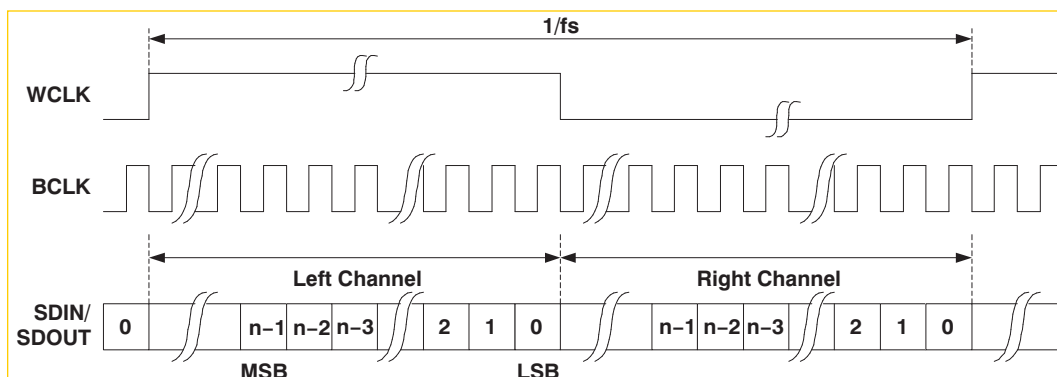 1/fs
WCLK
BCLK
Left Channel Right Channel
SDIN/
SDOUT
0 n−1 n−2 n−3 2 1 0 n−1 n−2 n−3 2 1 0
MSB LSB